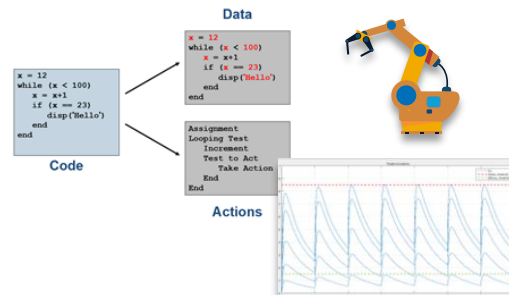 Data
x = 12
while (x < 100)
x = x+1
if (x == 23)
disp("Hello")
end
end
x = 12
while (x < 100)
x = x+1
if (x == 23)
disp("Hello")
end
end
Code
Assignment
Looping Test
Increment
Test to Act
Take Action
End
End
Actions